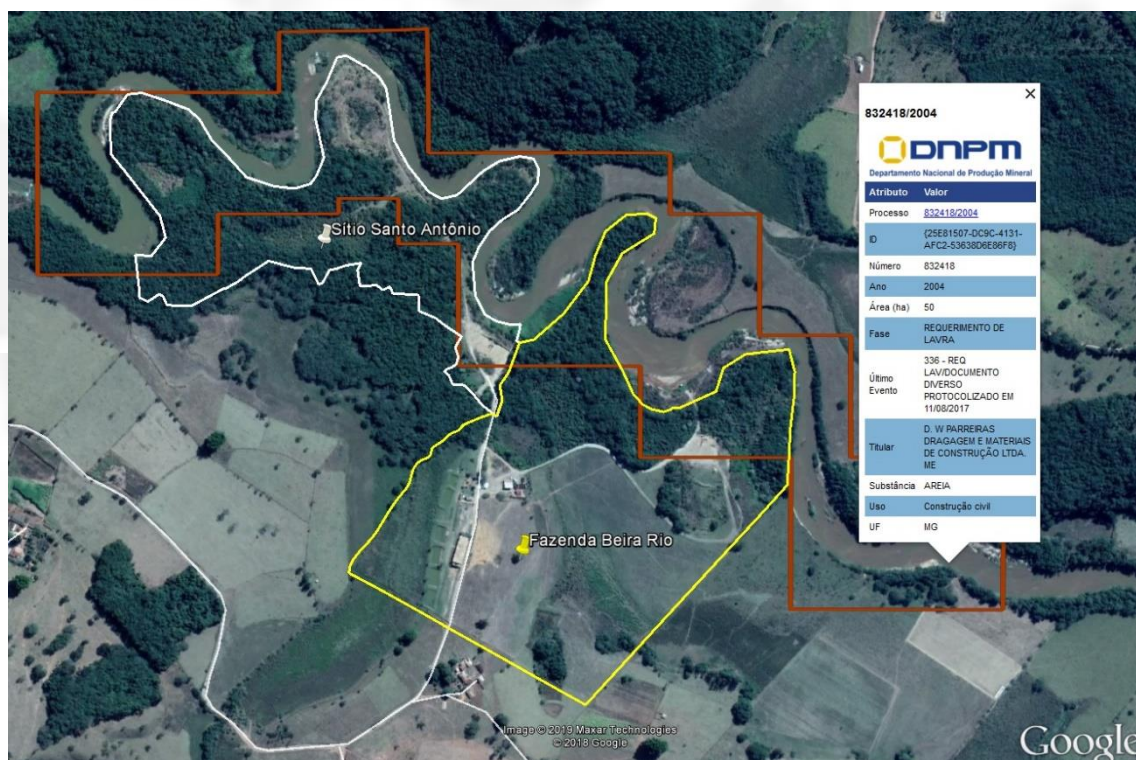 832418/2004
DNPM
Departamento Nacional de Produção Mineral
Atributo Valor
Processo 832418/2004
ID {25E81507-DC9C-4131-
AFC2-53638D6E86F8}
Número 832418
Ano 2004
Área (ha) 50
Fase REQUERIMENTO DE
LAVRA
Último
Evento 336 - REQ
LAV/DOCUMENTO
DIVERSO
PROTOCOLIZADO EM
11/08/2017
Titular D. W PARREIRAS
DRAGAGEM E MATERIAIS
DE CONSTRUÇÃO LTDA.
ME
Substância AREIA
Uso Construção civil
UF MG
Sítio Santo Antônio
Fazenda Beira Rio
Image © 2019 Maxar Technologies
© 2018 Google
Google